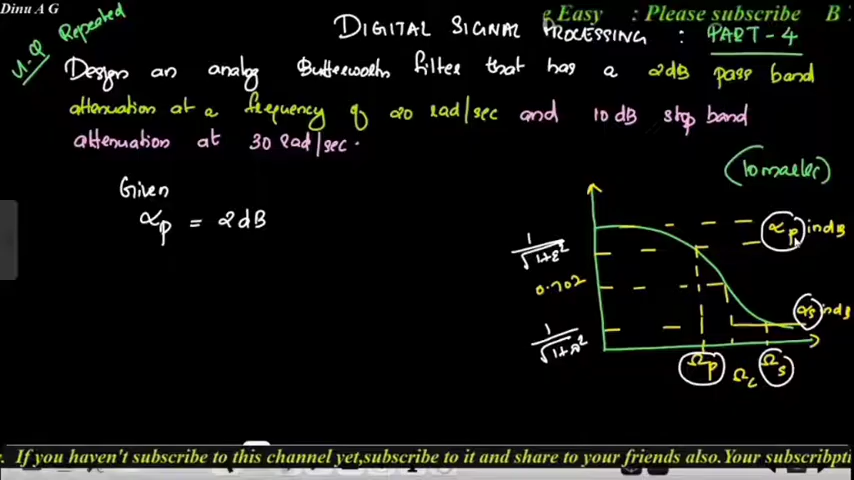 Dinu A G
e Easy : Please subscribe B
DIGITAL SIGNAL PROCESSING : PART - 4
U.Q Repeated
Design an analog Butterworth filter that has a 2dB pass band
attenuation at a frequency of 20 rad/sec and 10 dB stop band
attenuation at 30 rad/sec.
(10 marks)
Given
αp = 2dB
αp in dB
1/√1+ε²
0.702
αs in dB
1/√1+λ²
Ωp Ωc Ωs
. If you haven't subscribe to this channel yet,subscribe to it and share to your friends also.Your subscribpti